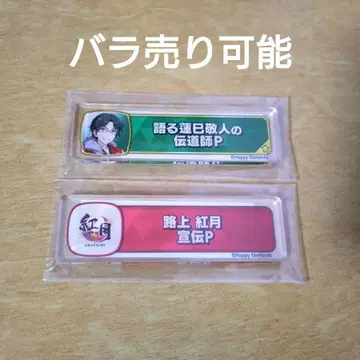 バラ売り可能
語る蓮巳敬人の
伝道師P
©Happy Elements
紅月
AKATSUKI
路上 紅月
宣伝P
©Happy Elements